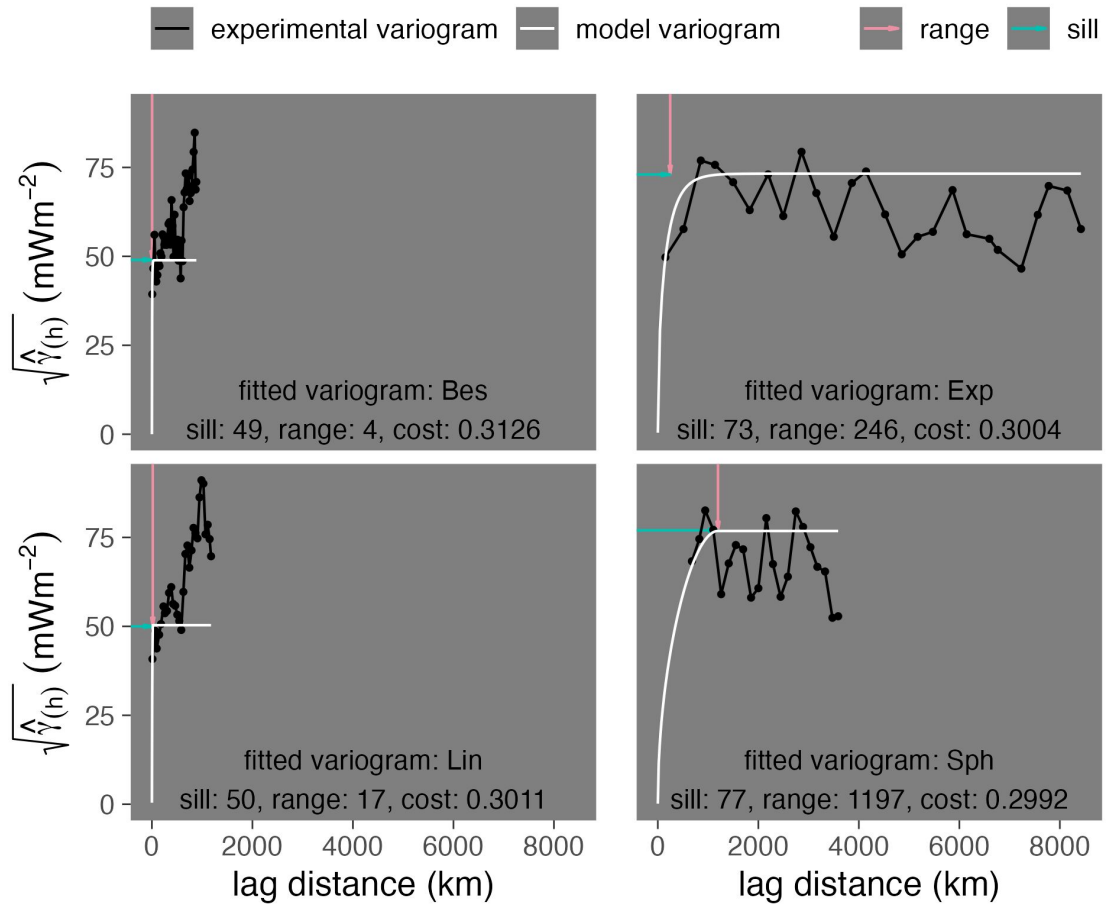 experimental variogram model variogram range sill
√γ̂(h) (mWm⁻²)
75
50
25
0
fitted variogram: Bes
sill: 49, range: 4, cost: 0.3126
fitted variogram: Exp
sill: 73, range: 246, cost: 0.3004
√γ̂(h) (mWm⁻²)
75
50
25
0
fitted variogram: Lin
sill: 50, range: 17, cost: 0.3011
fitted variogram: Sph
sill: 77, range: 1197, cost: 0.2992
0 2000 4000 6000 8000
0 2000 4000 6000 8000
lag distance (km)
lag distance (km)